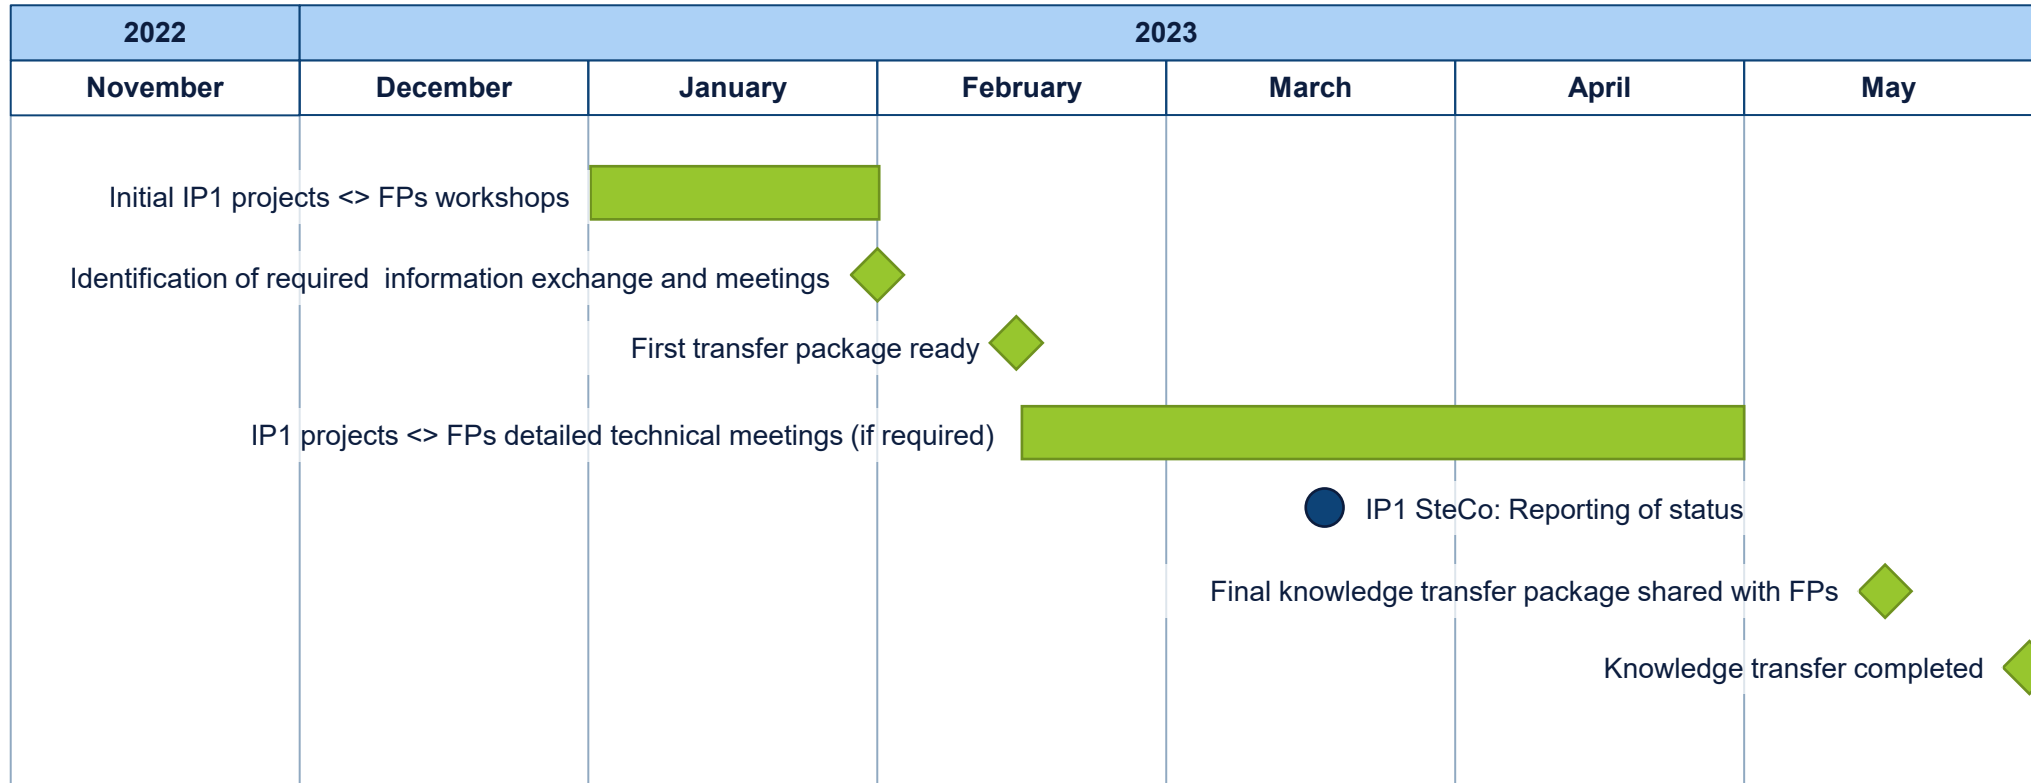 2022 2023
November December January February March April May
Initial IP1 projects <> FPs workshops
Identification of required  information exchange and meetings
First transfer package ready
IP1 projects <> FPs detailed technical meetings (if required)
IP1 SteCo: Reporting of status
Final knowledge transfer package shared with FPs
Knowledge transfer completed